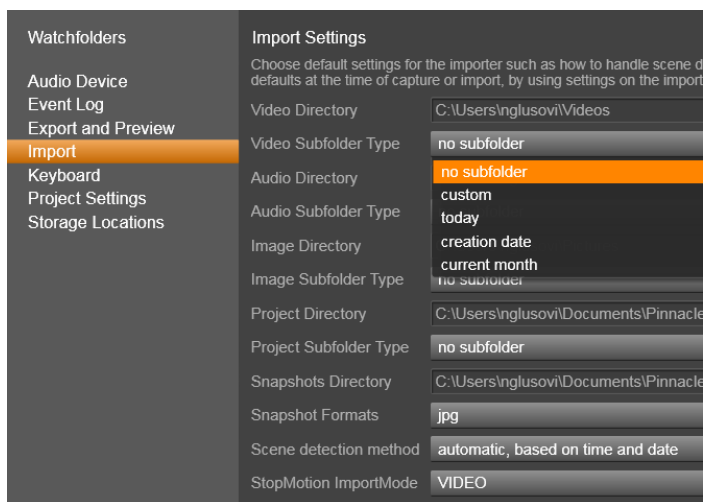 Watchfolders
Audio Device
Event Log
Export and Preview
Import
Keyboard
Project Settings
Storage Locations
Import Settings
Choose default settings for the importer such as how to handle scene d
defaults at the time of capture or import, by using settings on the import
Video Directory C:\Users\nglusovi\Videos
Video Subfolder Type no subfolder
no subfolder
custom
today
creation date
current month
Audio Directory
Audio Subfolder Type
Image Directory
Image Subfolder Type no subfolder
Project Directory C:\Users\nglusovi\Documents\Pinnacle
Project Subfolder Type no subfolder
Snapshots Directory C:\Users\nglusovi\Documents\Pinnacle
Snapshot Formats jpg
Scene detection method automatic, based on time and date
StopMotion ImportMode VIDEO